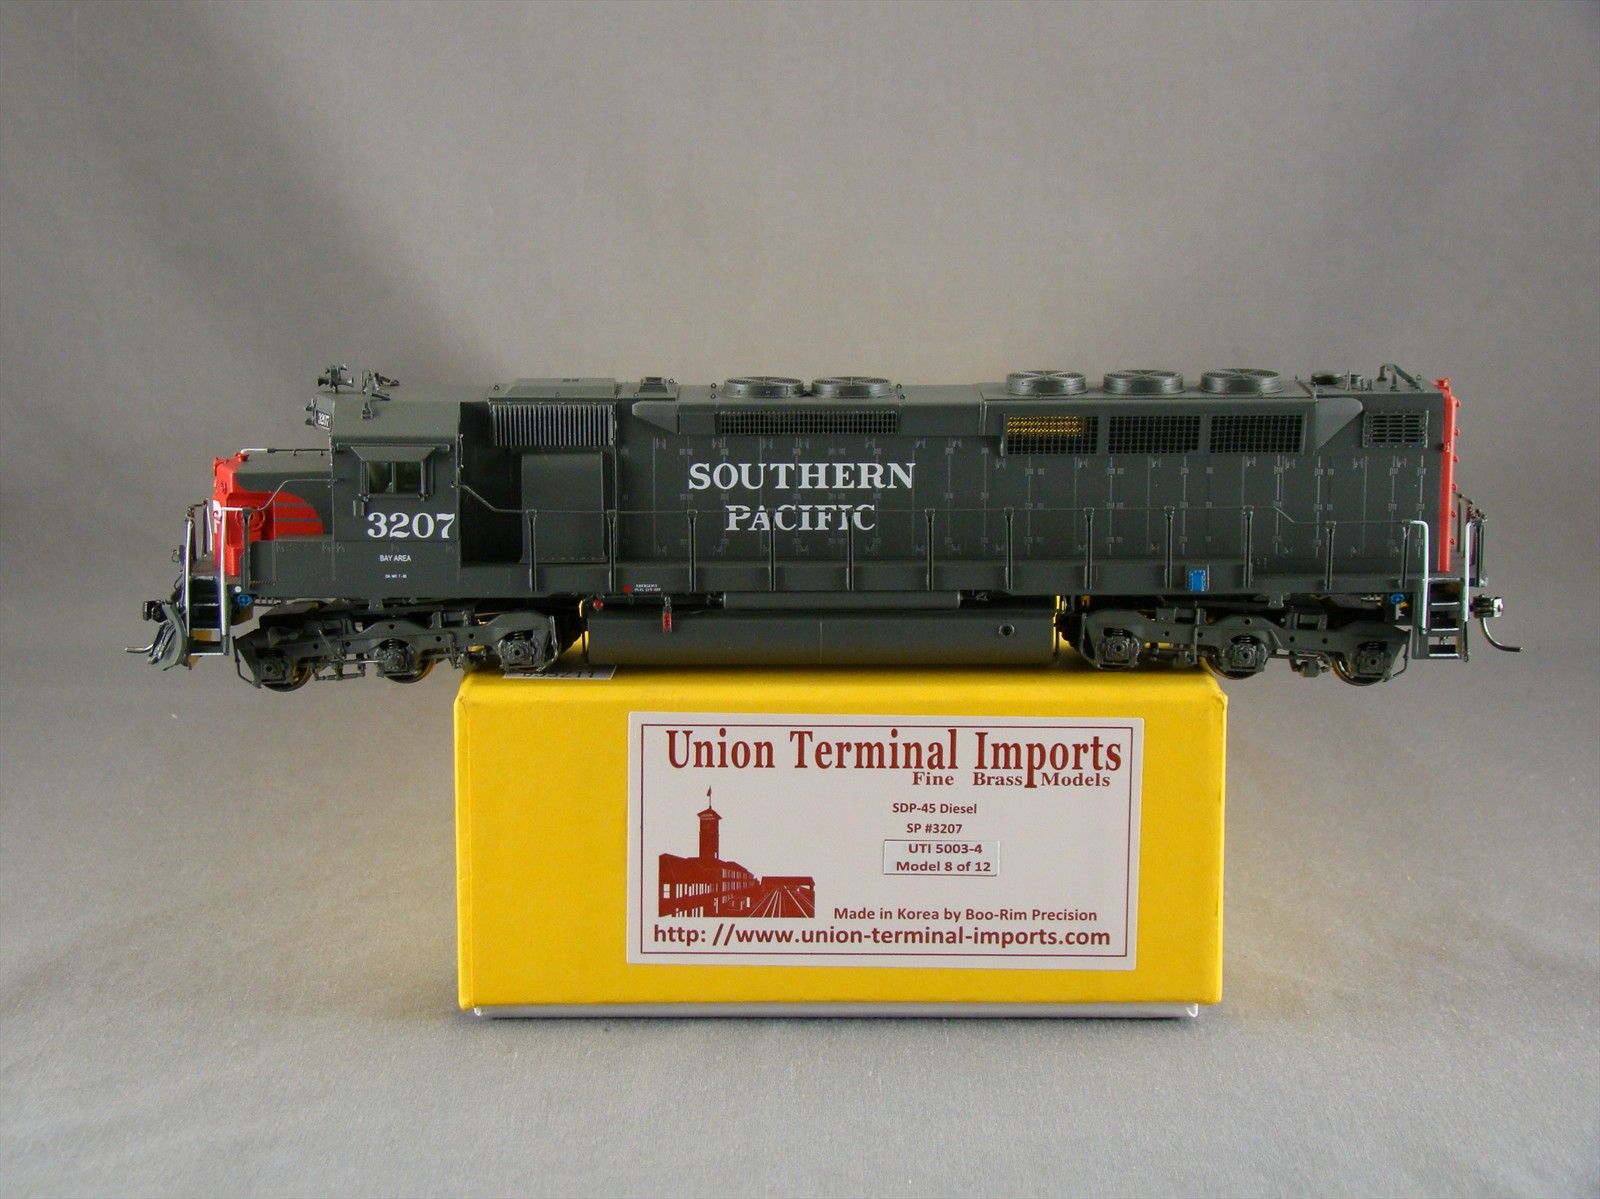 3207
SOUTHERN
PACIFIC
3207
BAY AREA
Union Terminal Imports
Fine Brass Models
SDP-45 Diesel
SP #3207
UTI 5003-4
Model 8 of 12
Made in Korea by Boo-Rim Precision
http: //www.union-terminal-imports.com